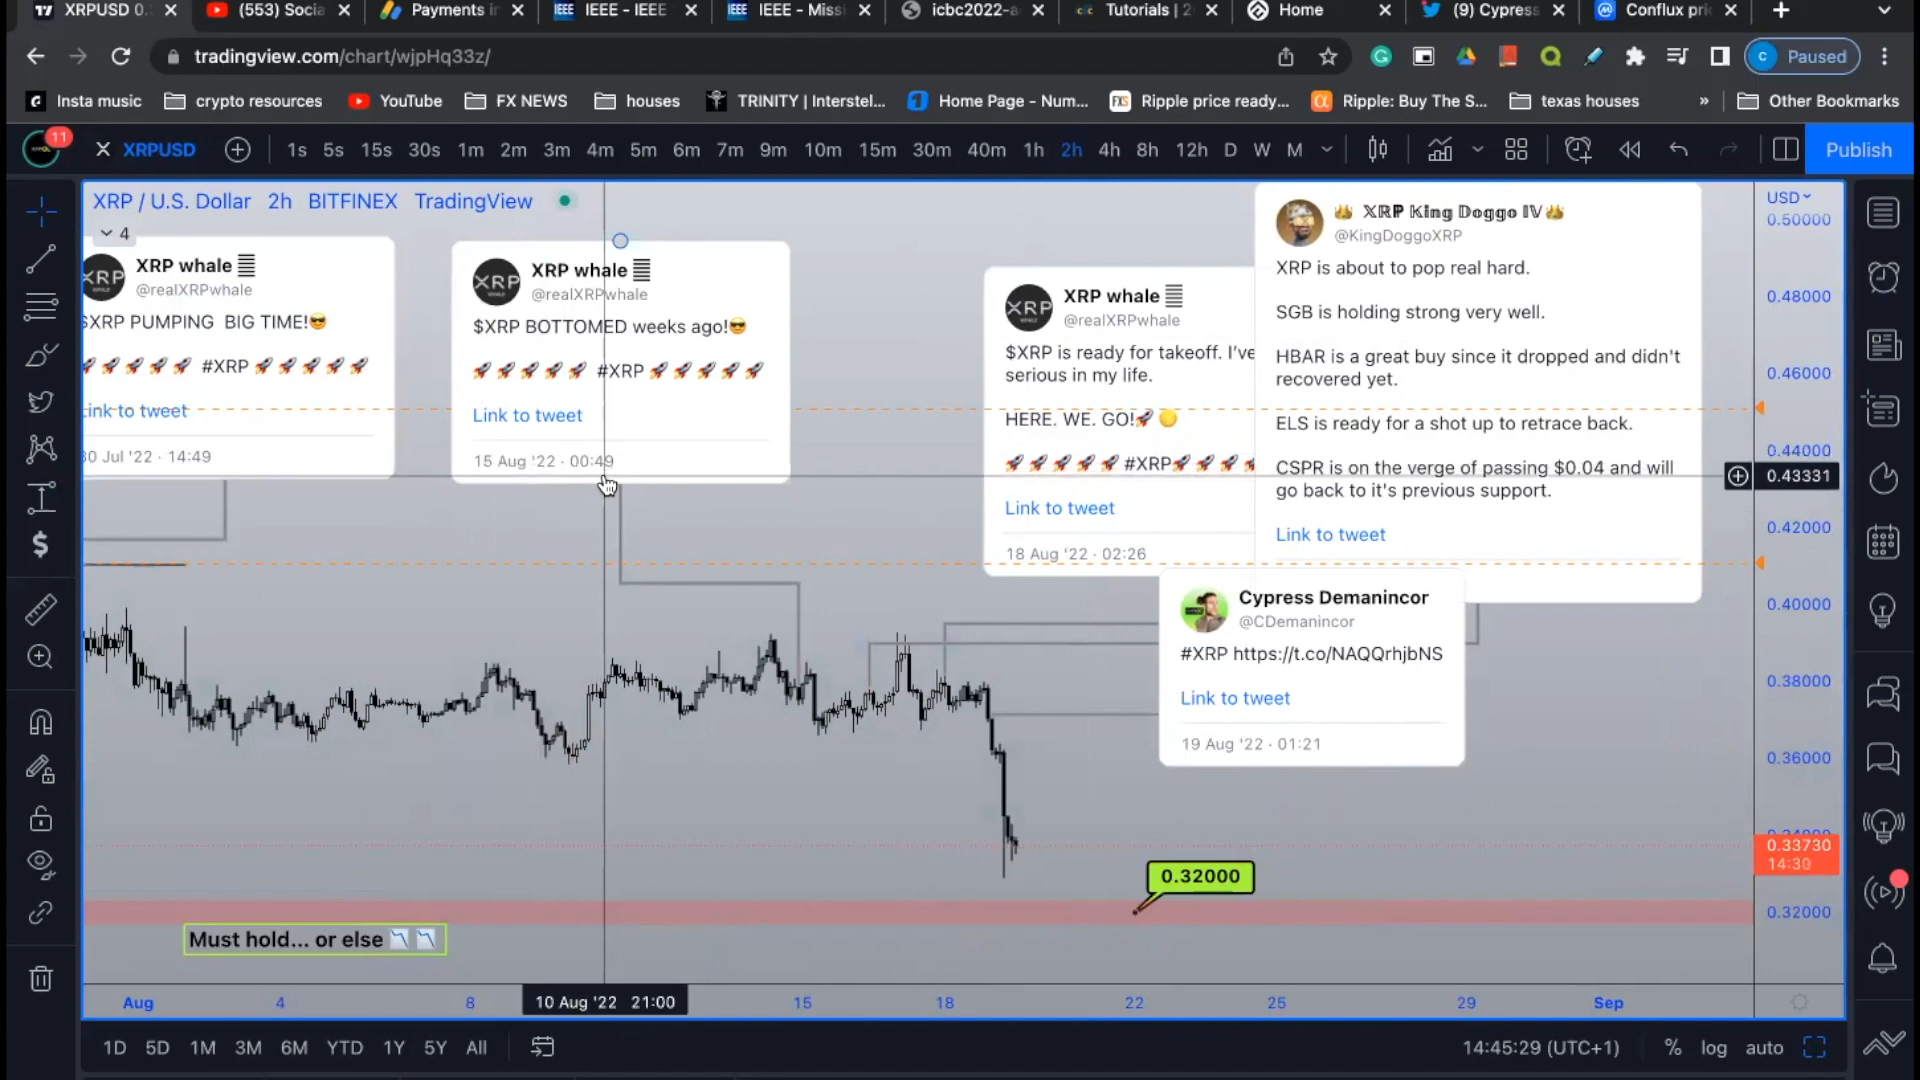 XRPUSD 0.
(553) Socia
Payments in
IEEE - IEEE
IEEE - Missi
icbc2022-a
Tutorials | 2
Home
(9) Cypress
Conflux pri
tradingview.com/chart/wjpHq33z/
C Paused
Insta music
crypto resources
YouTube
FX NEWS
houses
TRINITY | Interstel...
Home Page - Num...
FXS Ripple price ready...
Ripple: Buy The S...
texas houses
»
Other Bookmarks
11
XRPUSD
1s 5s 15s 30s 1m 2m 3m 4m 5m 6m 7m 9m 10m 15m 30m 40m 1h 2h 4h 8h 12h D W M
Publish
XRP / U.S. Dollar 2h BITFINEX TradingView
4
XRP whale
@realXRPwhale
$XRP PUMPING BIG TIME!😎
🚀🚀🚀🚀🚀 #XRP 🚀🚀🚀🚀🚀
Link to tweet
30 Jul '22 · 14:49
XRP
XRP whale
@realXRPwhale
$XRP BOTTOMED weeks ago!😎
🚀🚀🚀🚀🚀 #XRP 🚀🚀🚀🚀🚀
Link to tweet
15 Aug '22 · 00:49
XRP
XRP whale
@realXRPwhale
$XRP is ready for takeoff. I've
serious in my life.
HERE. WE. GO!🚀🌕
🚀🚀🚀🚀🚀#XRP🚀🚀🚀🚀
Link to tweet
18 Aug '22 · 02:26
👑 𝕏ℝℙ 𝕂𝕚𝕟𝕘 𝔻𝕠𝕘𝕘𝕠 𝕀𝕍👑
@KingDoggoXRP
XRP is about to pop real hard.
SGB is holding strong very well.
HBAR is a great buy since it dropped and didn't
recovered yet.
ELS is ready for a shot up to retrace back.
CSPR is on the verge of passing $0.04 and will
go back to it's previous support.
Link to tweet
Cypress Demanincor
@CDemanincor
#XRP https://t.co/NAQQrhjbNS
Link to tweet
19 Aug '22 · 01:21
USD
0.50000
0.48000
0.46000
0.44000
0.43331
0.42000
0.40000
0.38000
0.36000
0.34000
0.33730
14:30
0.32000
0.32000
Must hold... or else 📉📉
Aug 4 8 10 Aug '22 21:00 15 18 22 25 29 Sep
1D 5D 1M 3M 6M YTD 1Y 5Y All
14:45:29 (UTC+1) % log auto